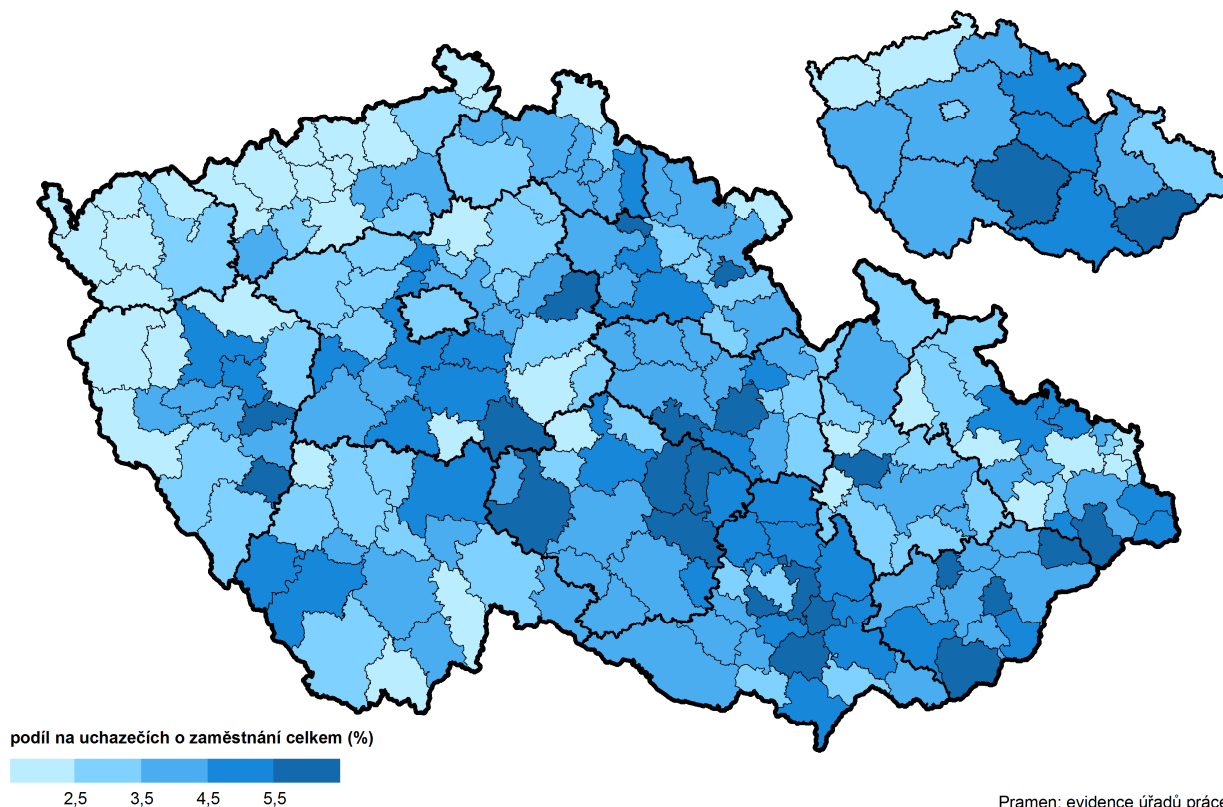 podíl na uchazečích o zaměstnání celkem (%)
2,5 3,5 4,5 5,5
Pramen: evidence úřadů práce